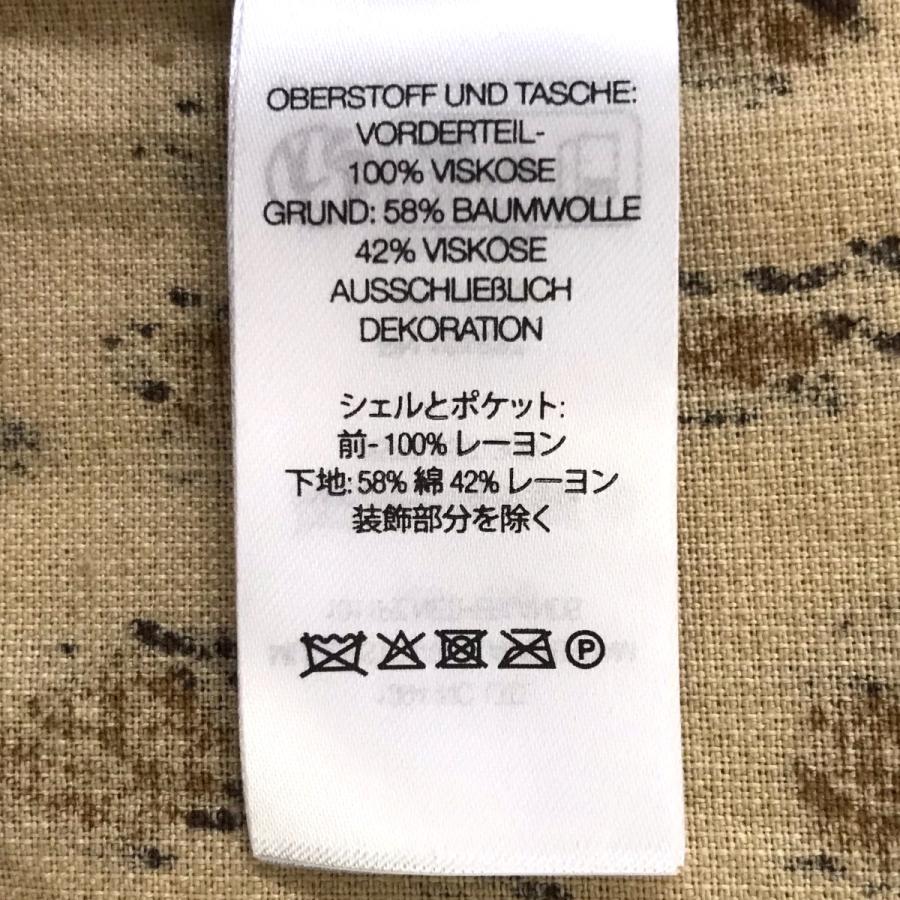 OBERSTOFF UND TASCHE:
VORDERTEIL-
100% VISKOSE
GRUND: 58% BAUMWOLLE
42% VISKOSE
AUSSCHLIEßLICH
DEKORATION
シェルとポケット:
前- 100% レーヨン
下地: 58% 綿 42% レーヨン
装飾部分を除く
P